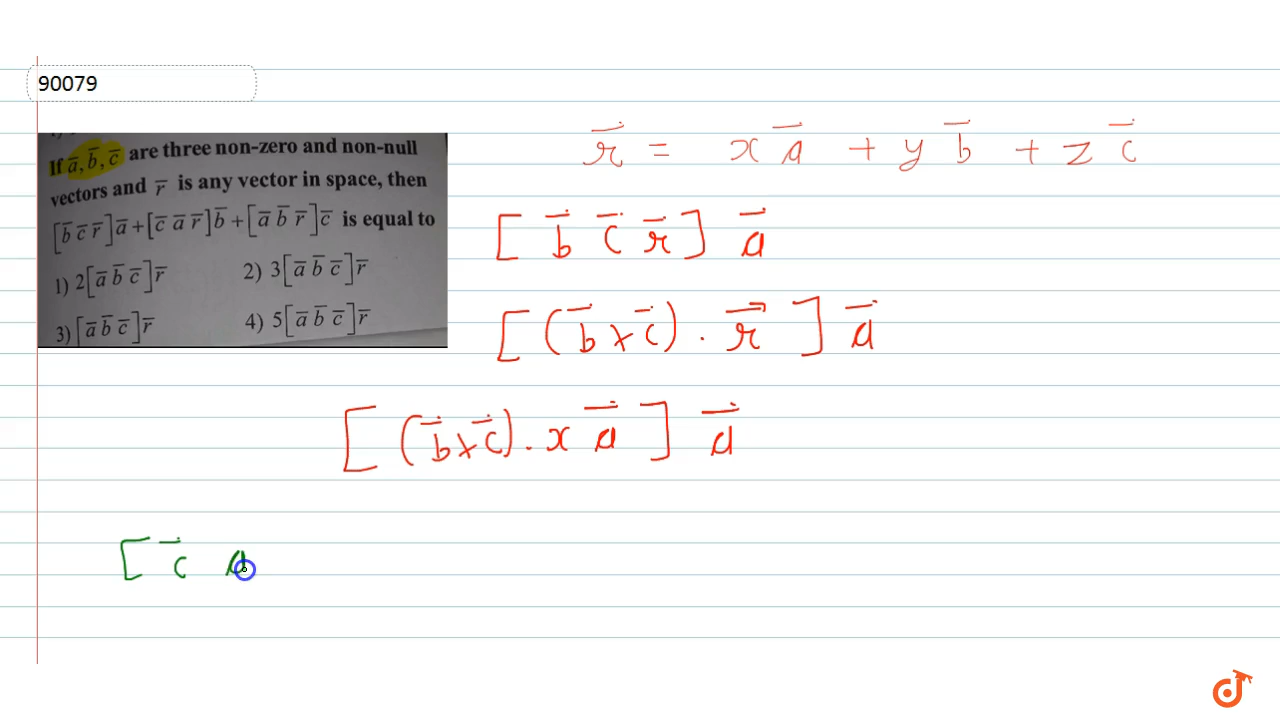 90079
If a̅, b̅, c̅ are three non-zero and non-null
vectors and r̅ is any vector in space, then
[b̅ c̅ r̅]a̅+[c̅ a̅ r̅]b̅+[a̅ b̅ r̅]c̅ is equal to
1) 2[a̅ b̅ c̅]r̅ 2) 3[a̅ b̅ c̅]r̅
3) [a̅ b̅ c̅]r̅ 4) 5[a̅ b̅ c̅]r̅
r̅ = x a̅ + y b̅ + z c̅
[ b̅ c̅ r̅ ] a̅
[ (b̅ × c̅) . r⃗ ] a̅
[ (b̅ × c̅) . x a̅ ] a̅
[ c̅ a